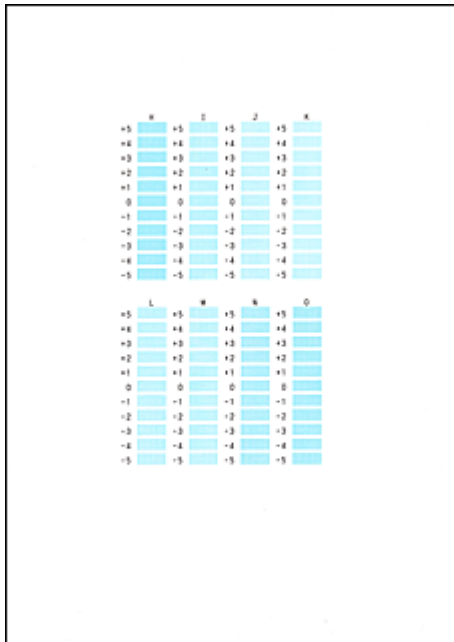 H I J K
+5 +5 +5 +5
+4 +4 +4 +4
+3 +3 +3 +3
+2 +2 +2 +2
+1 +1 +1 +1
0 0 0 0
-1 -1 -1 -1
-2 -2 -2 -2
-3 -3 -3 -3
-4 -4 -4 -4
-5 -5 -5 -5
L M N O
+5 +5 +5 +5
+4 +4 +4 +4
+3 +3 +3 +3
+2 +2 +2 +2
+1 +1 +1 +1
0 0 0 0
-1 -1 -1 -1
-2 -2 -2 -2
-3 -3 -3 -3
-4 -4 -4 -4
-5 -5 -5 -5